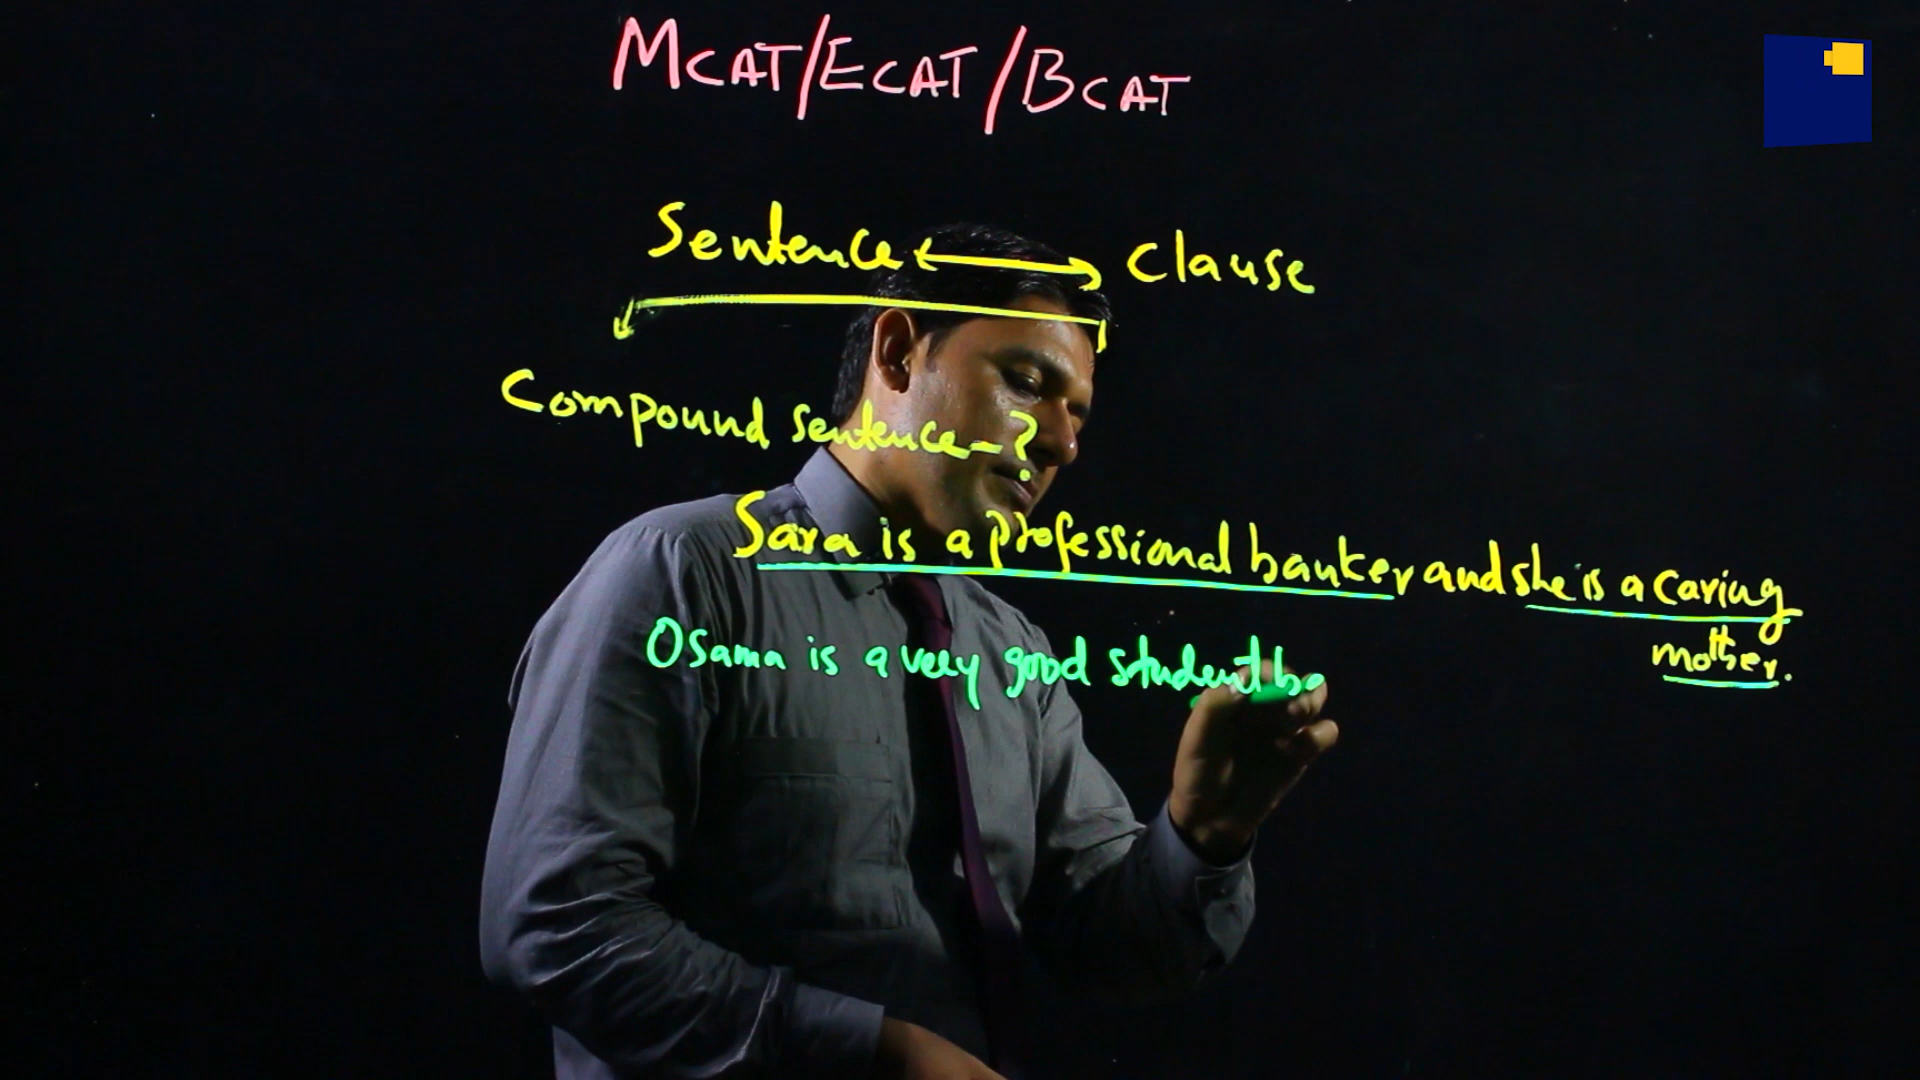 MCAT/ECAT/BCAT
Sentence Clause
Compound sentence - ?
Sara is a professional banker and she is a caring
mother.
Osama is a very good student